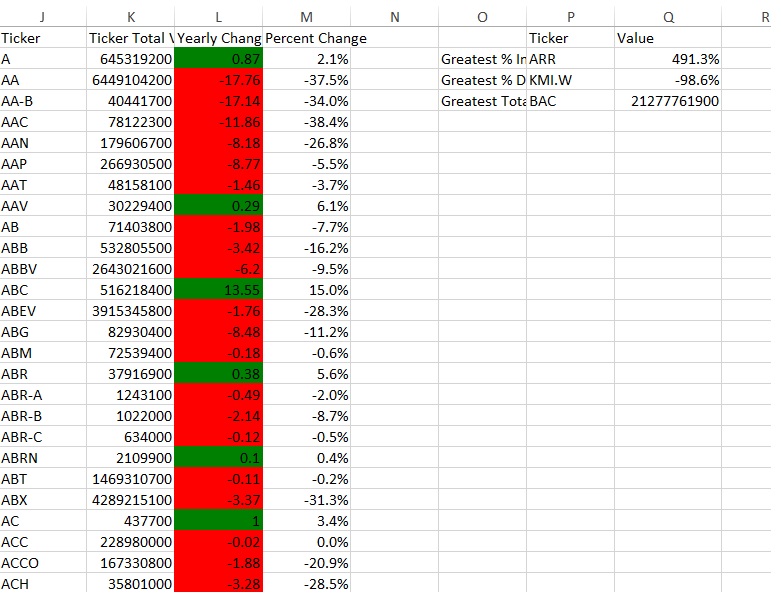 J K L M N O P Q R
Ticker Ticker Total V Yearly Chang Percent Change Ticker Value
A 645319200 0.87 2.1% Greatest % In ARR 491.3%
AA 6449104200 -17.76 -37.5% Greatest % D KMI.W -98.6%
AA-B 40441700 -17.14 -34.0% Greatest Tota BAC 21277761900
AAC 78122300 -11.86 -38.4%
AAN 179606700 -8.18 -26.8%
AAP 266930500 -8.77 -5.5%
AAT 48158100 -1.46 -3.7%
AAV 30229400 0.29 6.1%
AB 71403800 -1.98 -7.7%
ABB 532805500 -3.42 -16.2%
ABBV 2643021600 -6.2 -9.5%
ABC 516218400 13.55 15.0%
ABEV 3915345800 -1.76 -28.3%
ABG 82930400 -8.48 -11.2%
ABM 72539400 -0.18 -0.6%
ABR 37916900 0.38 5.6%
ABR-A 1243100 -0.49 -2.0%
ABR-B 1022000 -2.14 -8.7%
ABR-C 634000 -0.12 -0.5%
ABRN 2109900 0.1 0.4%
ABT 1469310700 -0.11 -0.2%
ABX 4289215100 -3.37 -31.3%
AC 437700 1 3.4%
ACC 228980000 -0.02 0.0%
ACCO 167330800 -1.88 -20.9%
ACH 35801000 -3.28 -28.5%